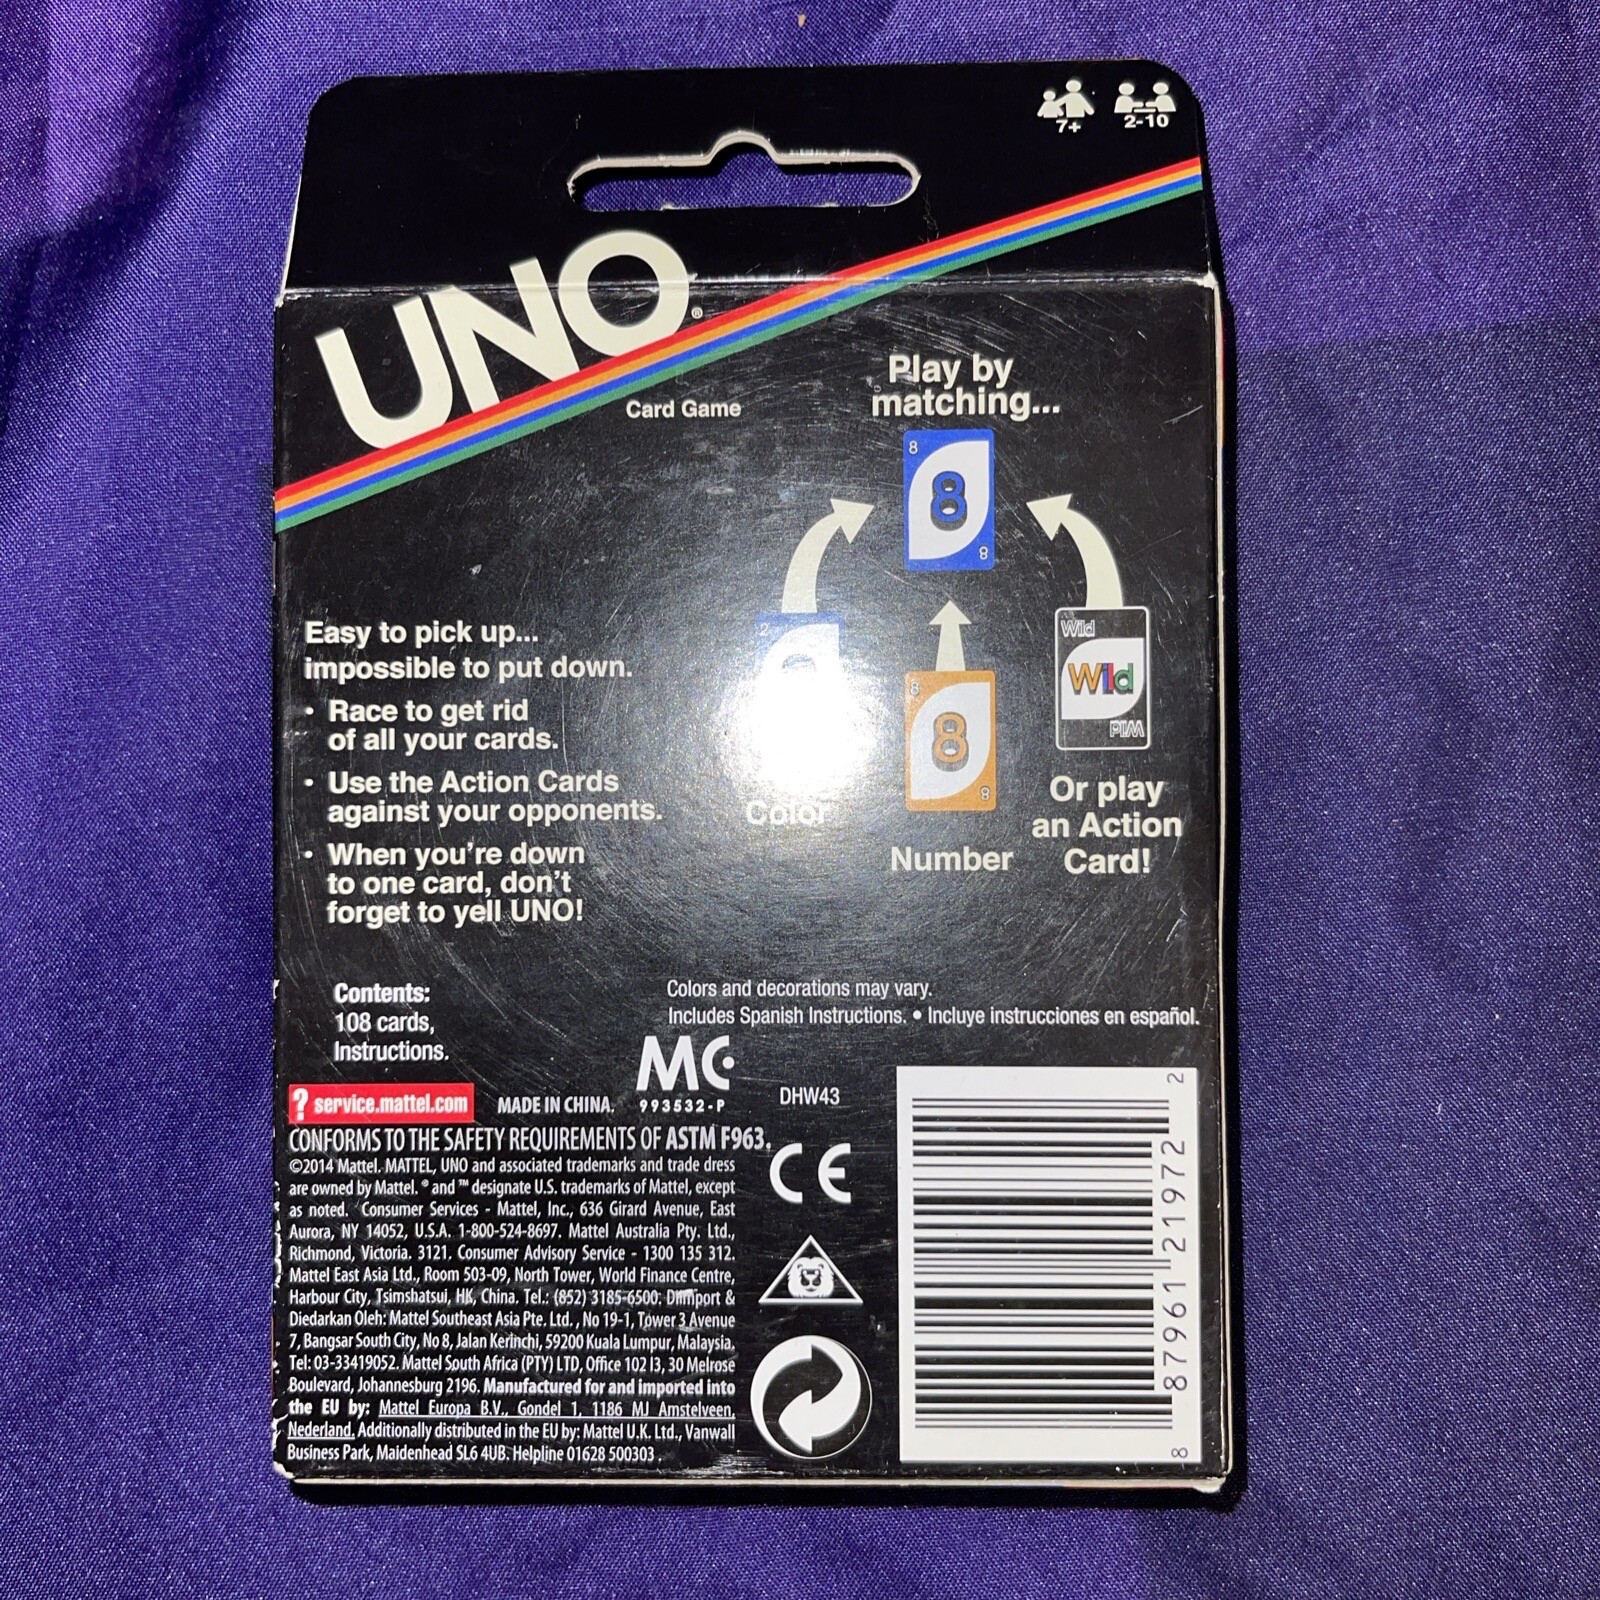 7+
2-10
UNO®
Card Game
Play by
matching...
8
8
8
2
8
8
8
Wild
Wild
Wild
Color
Number
Or play
an Action
Card!
Easy to pick up...
impossible to put down.
• Race to get rid
of all your cards.
• Use the Action Cards
against your opponents.
• When you're down
to one card, don't
forget to yell UNO!
Contents:
108 cards,
Instructions.
Colors and decorations may vary.
Includes Spanish Instructions. • Incluye instrucciones en español.
? service.mattel.com
MADE IN CHINA.
MC
993532-P
DHW43
CONFORMS TO THE SAFETY REQUIREMENTS OF ASTM F963.
©2014 Mattel. MATTEL, UNO and associated trademarks and trade dress
are owned by Mattel. ® and ™ designate U.S. trademarks of Mattel, except
as noted. Consumer Services - Mattel, Inc., 636 Girard Avenue, East
Aurora, NY 14052, U.S.A. 1-800-524-8697. Mattel Australia Pty. Ltd.,
Richmond, Victoria. 3121. Consumer Advisory Service - 1300 135 312.
Mattel East Asia Ltd., Room 503-09, North Tower, World Finance Centre,
Harbour City, Tsimshatsui, HK, China. Tel.: (852) 3185-6500. Diimport &
Diedarkan Oleh: Mattel Southeast Asia Pte. Ltd. , No 19-1, Tower 3 Avenue
7, Bangsar South City, No 8, Jalan Kerinchi, 59200 Kuala Lumpur, Malaysia.
Tel: 03-33419052. Mattel South Africa (PTY) LTD, Office 102 I3, 30 Melrose
Boulevard, Johannesburg 2196. Manufactured for and imported into
the EU by: Mattel Europa B.V., Gondel 1, 1186 MJ Amstelveen,
Nederland. Additionally distributed in the EU by: Mattel U.K. Ltd., Vanwall
Business Park, Maidenhead SL6 4UB. Helpline 01628 500303 .
CE
8 87961 21972 2